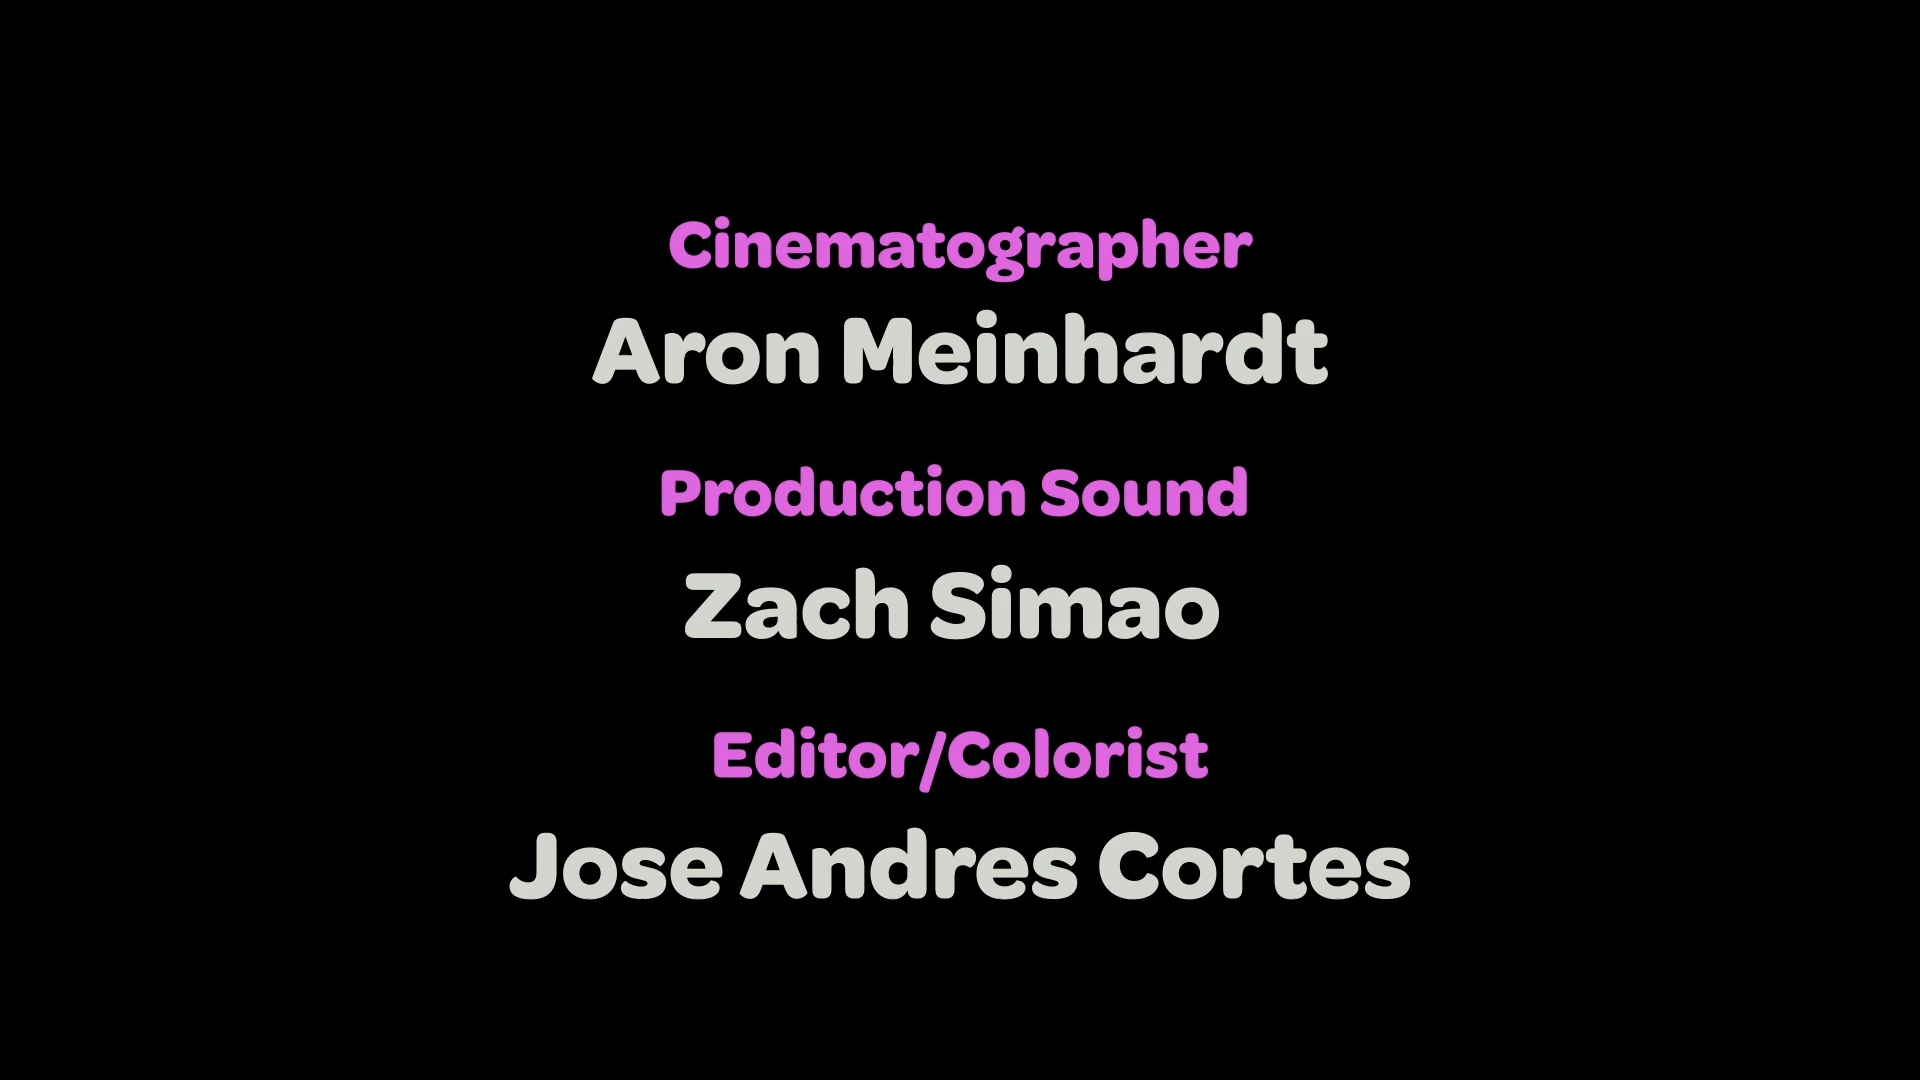 Cinematographer
Aron Meinhardt
Production Sound
Zach Simao
Editor/Colorist
Jose Andres Cortes